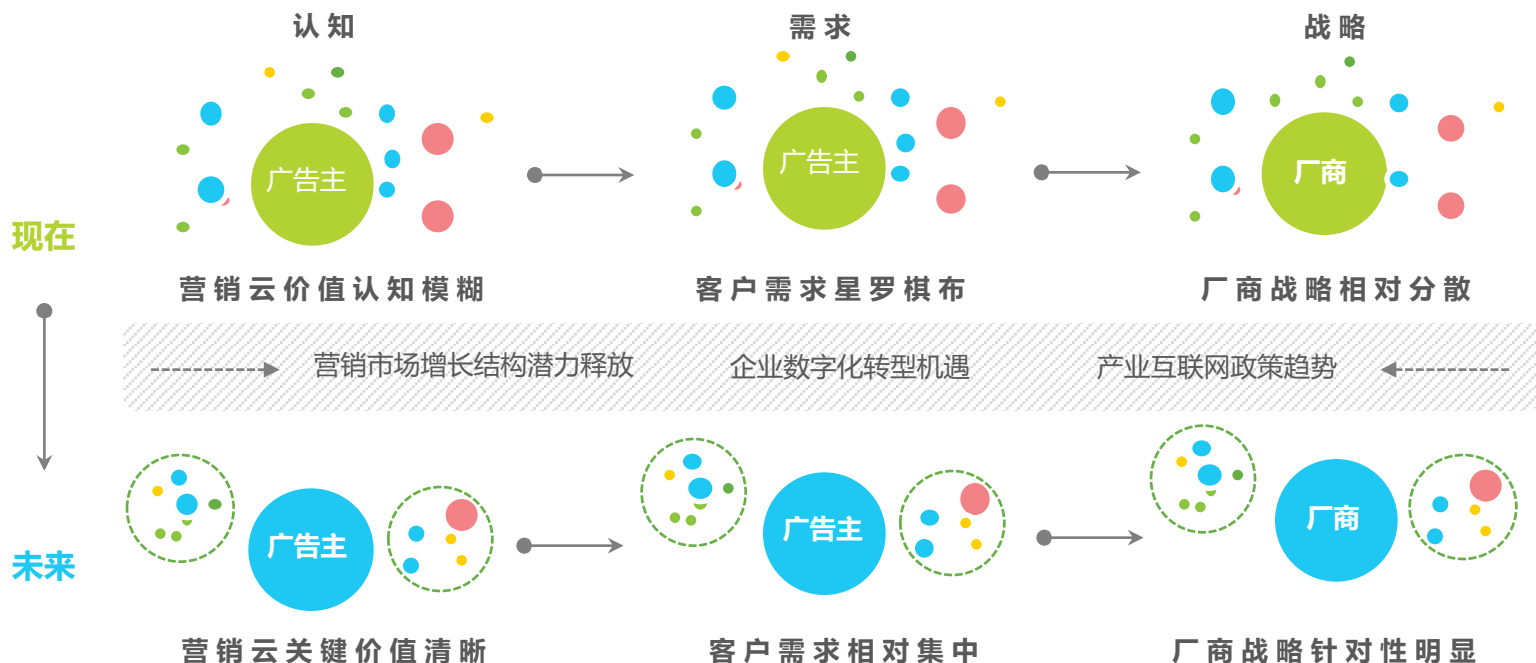 认知
需求
战略
广告主
广告主
厂商
现在
营销云价值认知模糊
客户需求星罗棋布
厂商战略相对分散
营销市场增长结构潜力释放
企业数字化转型机遇
产业互联网政策趋势
广告主
广告主
厂商
未来
营销云关键价值清晰
客户需求相对集中
厂商战略针对性明显